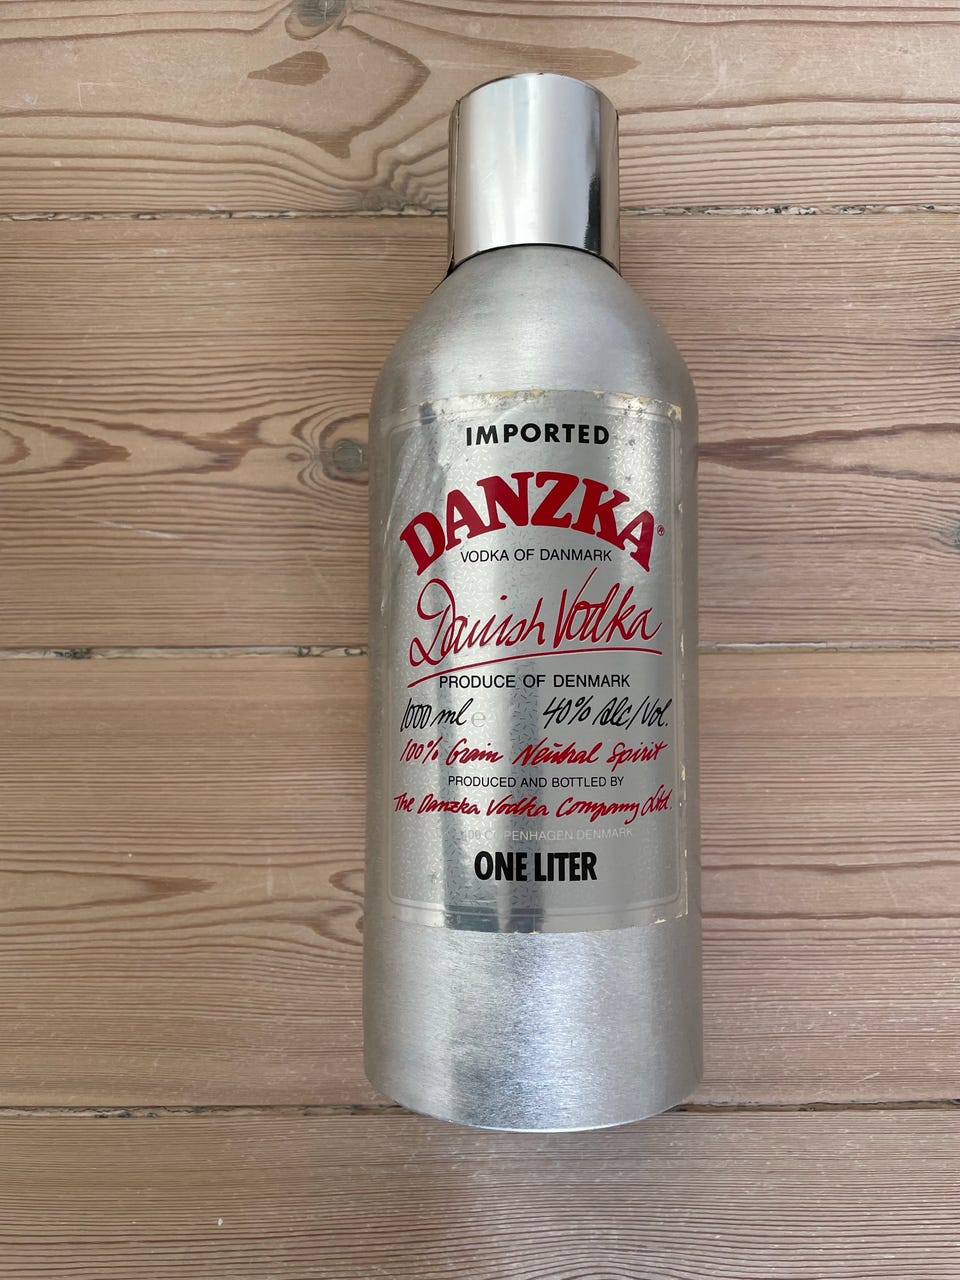 IMPORTED
DANZKA®
VODKA OF DANMARK
Danish Vodka
PRODUCE OF DENMARK
1000 ml e 40% Alc/Vol.
100% Grain Neutral Spirit
PRODUCED AND BOTTLED BY
The Danzka Vodka Company Ltd.
COPENHAGEN DENMARK
ONE LITER